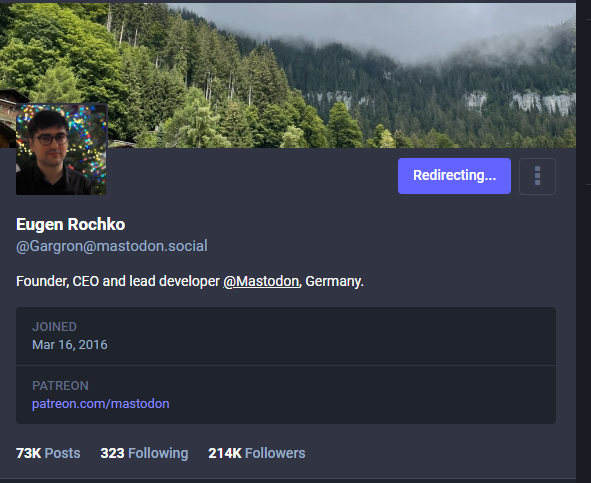 Redirecting...
Eugen Rochko
@Gargron@mastodon.social
Founder, CEO and lead developer @Mastodon, Germany.
JOINED
Mar 16, 2016
PATREON
patreon.com/mastodon
73K Posts 323 Following 214K Followers